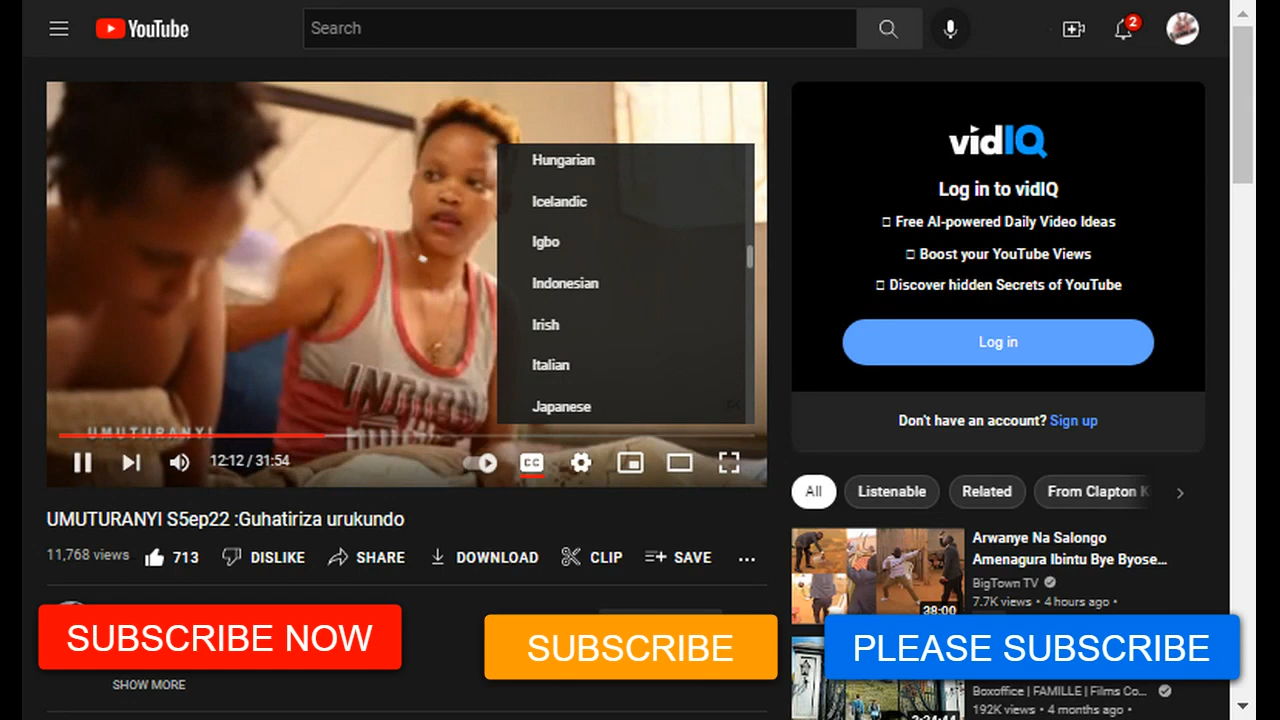 YouTube
Search
2
Hungarian
Icelandic
Igbo
Indonesian
Irish
Italian
Japanese
INDIAN
UMUTURANYI
12:12 / 31:54
CC
UMUTURANYI S5ep22 :Guhatiriza urukundo
11,768 views
713
DISLIKE
SHARE
DOWNLOAD
CLIP
SAVE
SUBSCRIBE NOW
SUBSCRIBE
PLEASE SUBSCRIBE
SHOW MORE
vidIQ
Log in to vidIQ
Free AI-powered Daily Video Ideas
Boost your YouTube Views
Discover hidden Secrets of YouTube
Log in
Don't have an account? Sign up
All
Listenable
Related
From Clapton K
Arwanye Na Salongo
Amenagura Ibintu Bye Byose...
BigTown TV
7.7K views • 4 hours ago •
38:00
Boxoffice | FAMILLE | Films Co...
192K views • 4 months ago •